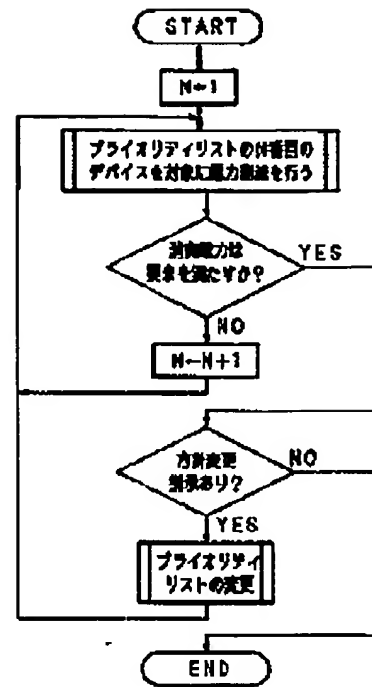 START
N←1
プライオリティリストのN番目の
デバイスを対象に電力削減を行う
消費電力は
要求を満たすか?
YES
NO
N←N+1
方針変更
指示あり?
NO
YES
プライオリティ
リストの変更
END